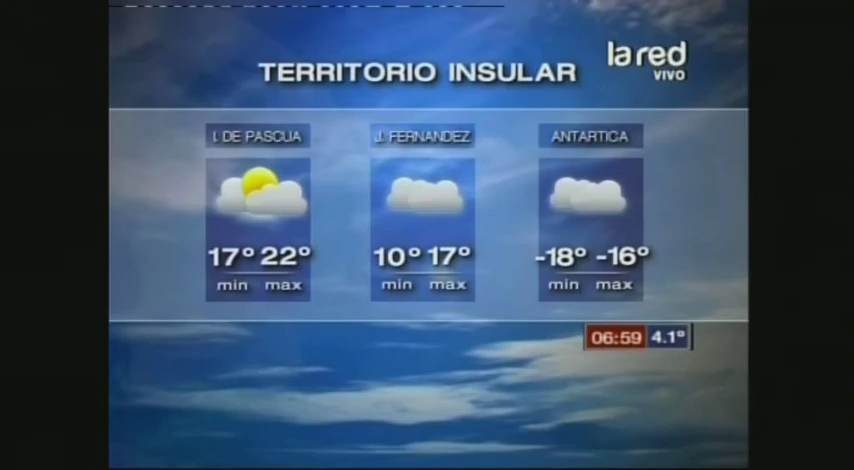 la red
VIVO
TERRITORIO INSULAR
I. DE PASCUA
J. FERNANDEZ
ANTARTICA
17° 22°
min max
10° 17°
min max
-18° -16°
min max
06:59 4.1°